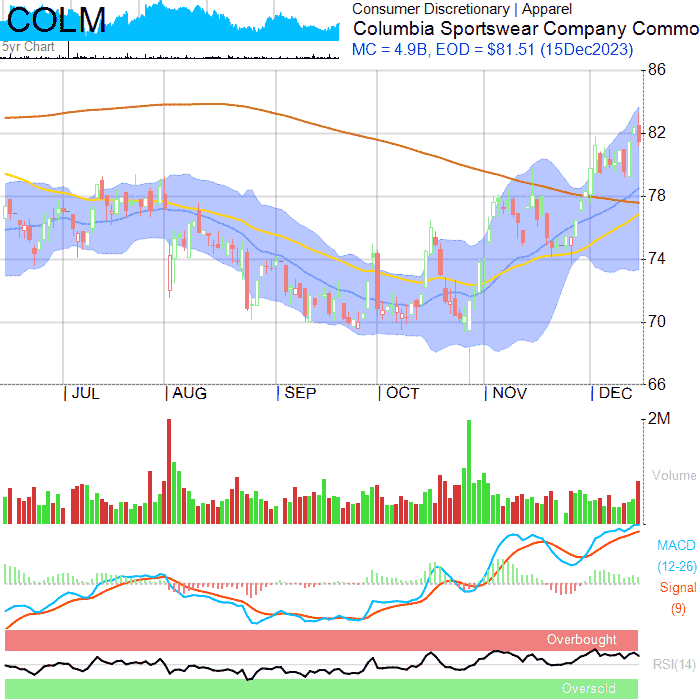 COLM
5yr Chart
Consumer Discretionary | Apparel
Columbia Sportswear Company Commo
MC = 4.9B, EOD = $81.51 (15Dec2023)
86
82
78
74
70
66
JUL AUG SEP OCT NOV DEC
2M
Volume
MACD
(12-26)
Signal
(9)
Overbought
RSI(14)
Oversold